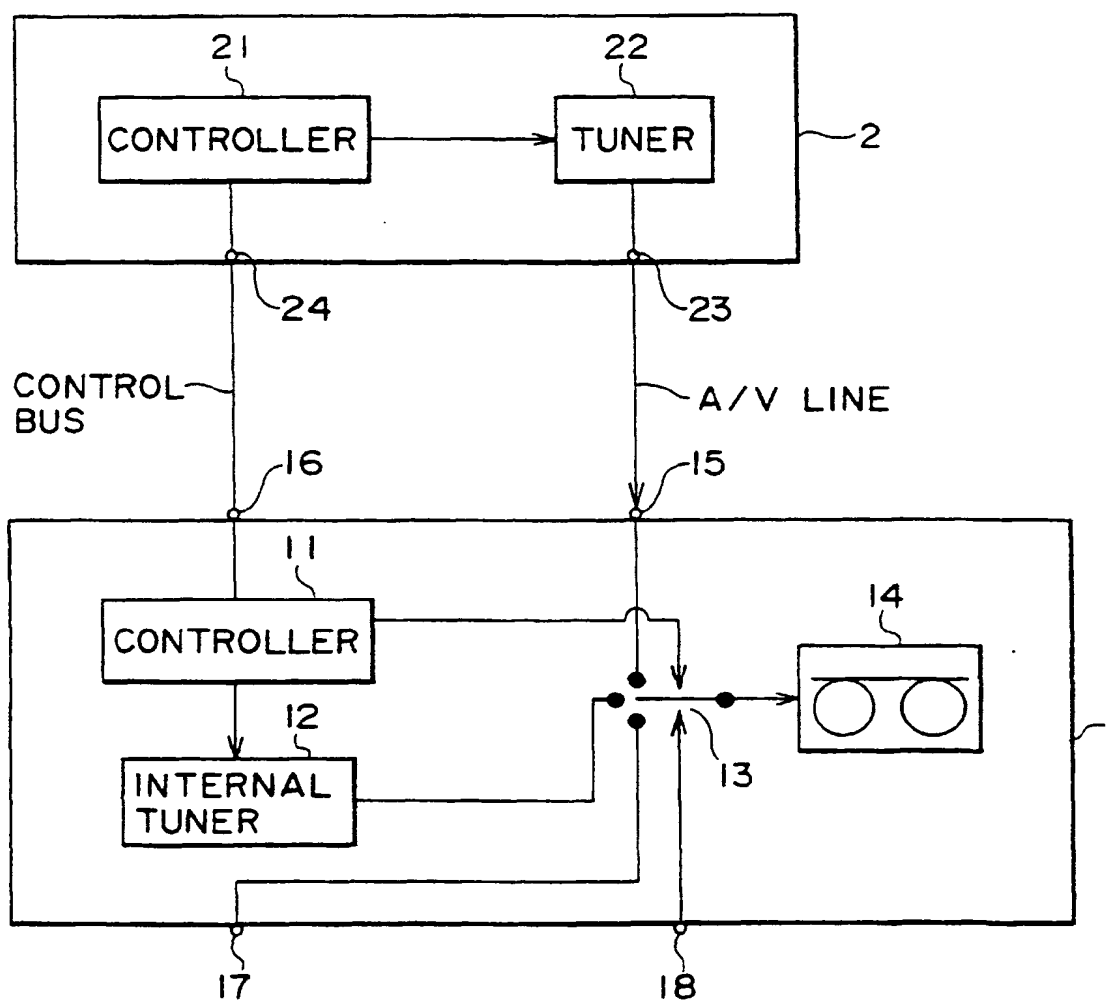 21
22
CONTROLLER
TUNER
2
24
23
CONTROL
BUS
A/V LINE
16
15
11
CONTROLLER
14
12
13
INTERNAL
TUNER
17
18